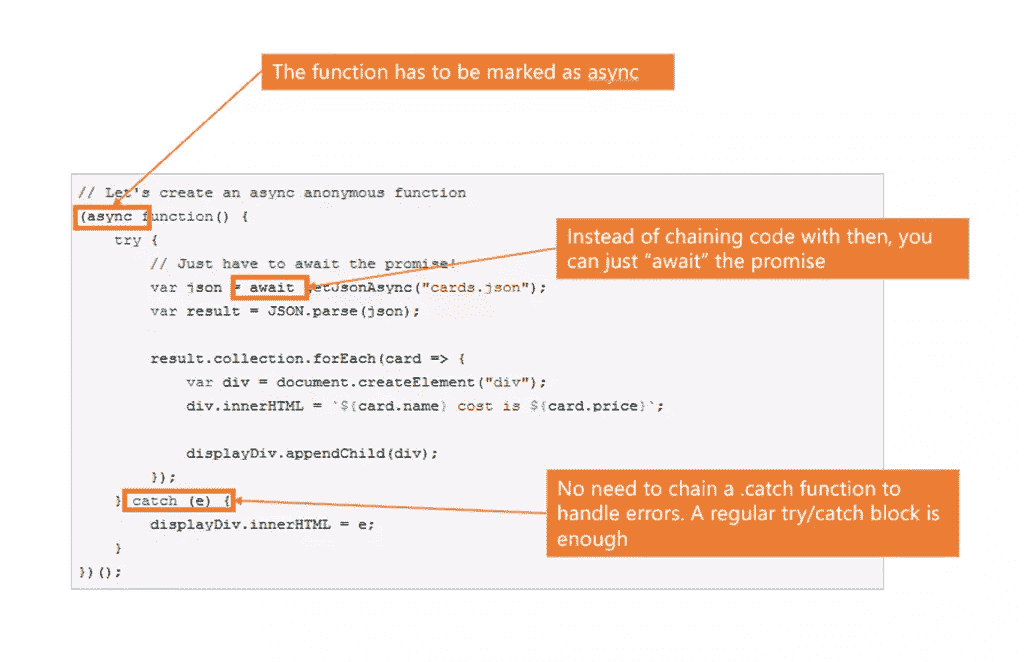 The function has to be marked as async
// Let's create an async anonymous function
(async function() {
try {
Instead of chaining code with then, you
can just “await” the promise
// Just have to await the promise!
var json = await getJsonAsync("cards.json");
var result = JSON.parse(json);
result.collection.forEach(card => {
var div = document.createElement("div");
div.innerHTML = `${card.name} cost is ${card.price}`;
displayDiv.appendChild(div);
});
} catch (e) {
No need to chain a .catch function to
handle errors. A regular try/catch block is
enough
displayDiv.innerHTML = e;
}
})();